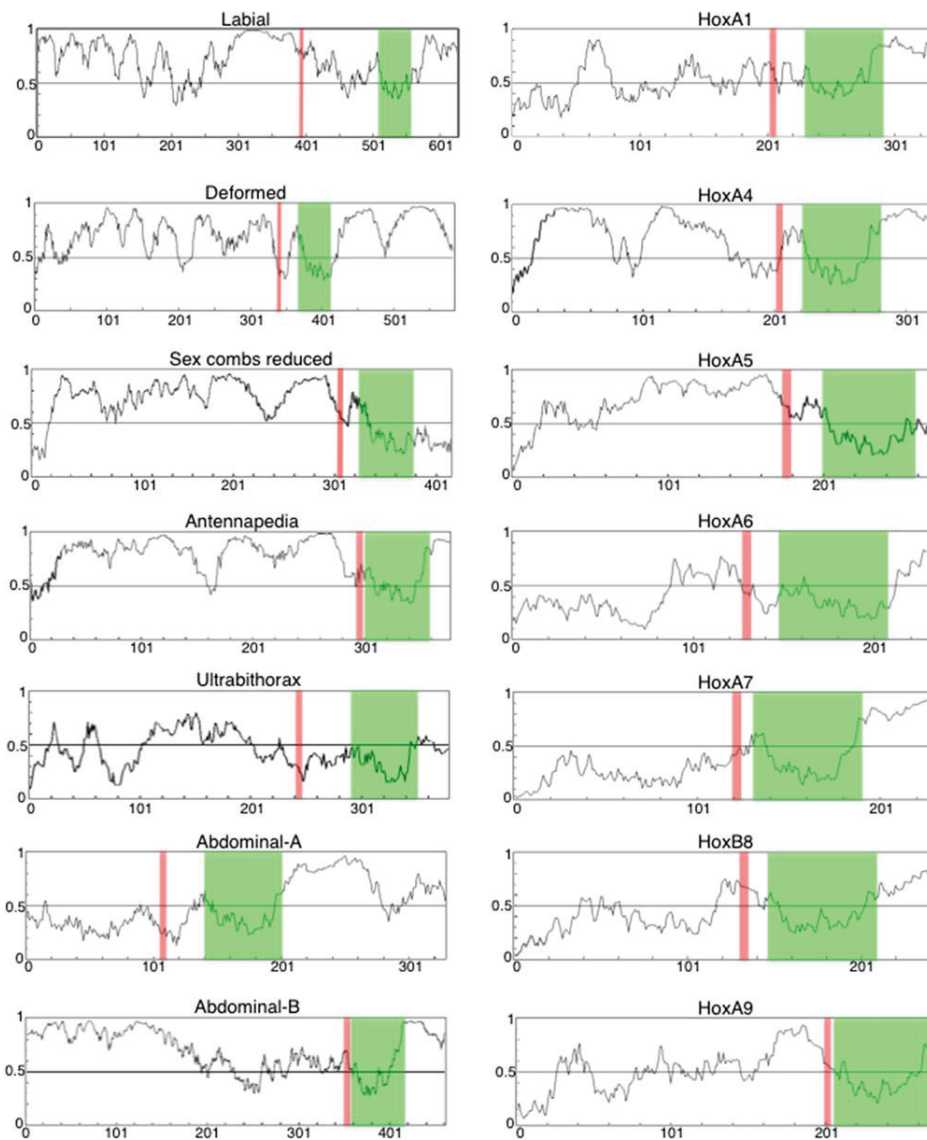 Labial
1
0.5
0
0 101 201 301 401 501 601
HoxA1
1
0.5
0
0 101 201 301
Deformed
1
0.5
0
0 101 201 301 401 501
HoxA4
1
0.5
0
0 101 201 301
Sex combs reduced
1
0.5
0
0 101 201 301 401
HoxA5
1
0.5
0
0 101 201
Antennapedia
1
0.5
0
0 101 201 301
HoxA6
1
0.5
0
0 101 201
Ultrabithorax
1
0.5
0
0 101 201 301
HoxA7
1
0.5
0
0 101 201
Abdominal-A
1
0.5
0
0 101 201 301
HoxB8
1
0.5
0
0 101 201
Abdominal-B
1
0.5
0
0 101 201 301 401
HoxA9
1
0.5
0
0 101 201